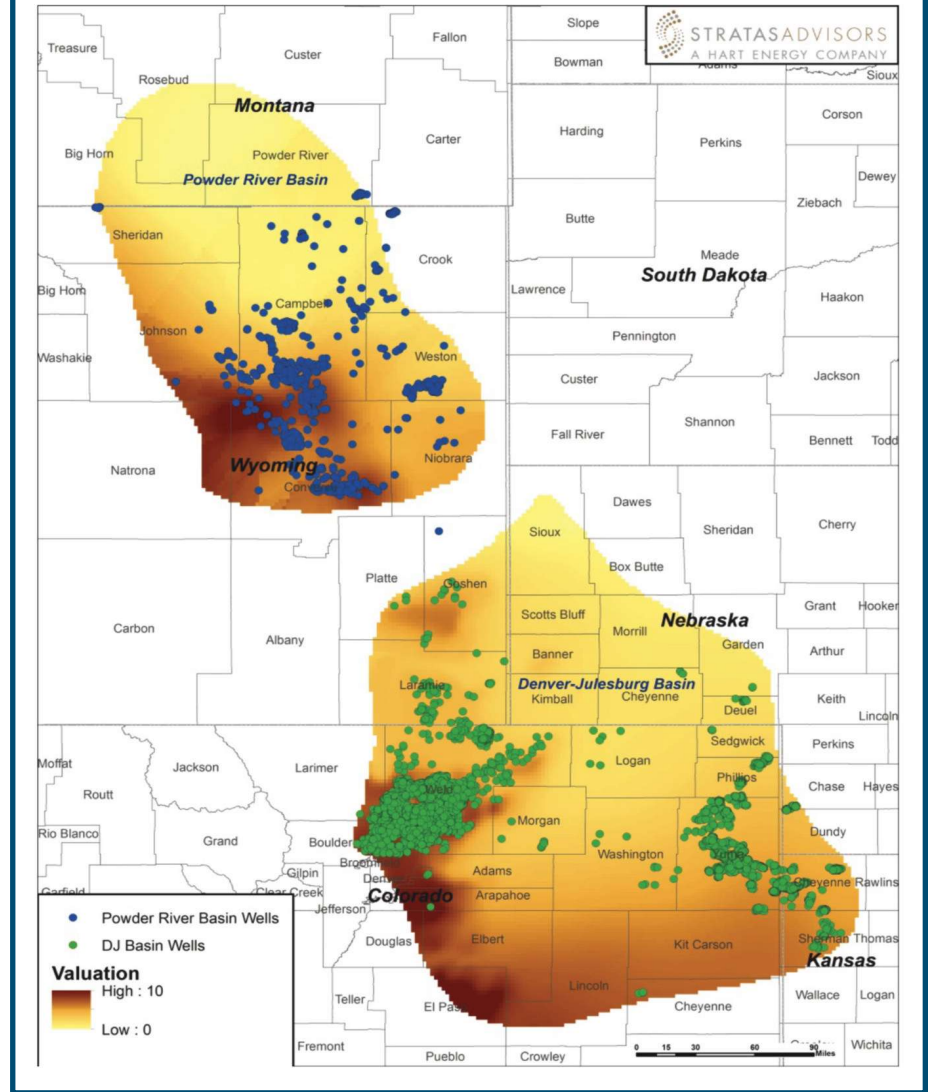 STRATASADVISORS
A HART ENERGY COMPANY
Treasure
Custer
Fallon
Slope
Bowman
Adams
Sioux
Rosebud
Montana
Corson
Harding
Perkins
Carter
Big Horn
Powder River
Dewey
Powder River Basin
Ziebach
Sheridan
Butte
Crook
Meade
South Dakota
Big Horn
Lawrence
Haakon
Campbell
Johnson
Pennington
Washakie
Weston
Custer
Jackson
Shannon
Fall River
Bennett
Todd
Natrona
Wyoming
Niobrara
Dawes
Sheridan
Cherry
Sioux
Platte
Goshen
Box Butte
Grant
Hooker
Scotts Bluff
Morrill
Nebraska
Carbon
Albany
Garden
Banner
Arthur
Laramie
Denver-Julesburg Basin
Kimball
Cheyenne
Deuel
Keith
Lincoln
Sedgwick
Perkins
Moffat
Jackson
Larimer
Logan
Phillips
Chase
Hayes
Routt
Weld
Morgan
Rio Blanco
Grand
Boulder
Dundy
Washington
Yuma
Gilpin
Adams
Cheyenne
Rawlins
Garfield
Clear Creek
Colorado
Arapahoe
Jefferson
Douglas
Elbert
Kit Carson
Sherman
Thomas
Kansas
Lincoln
Teller
El Pas
Cheyenne
Wallace
Logan
Fremont
Pueblo
Crowley
Wichita
Powder River Basin Wells
DJ Basin Wells
Valuation
High : 10
Low : 0
0 15 30 60 90
Miles